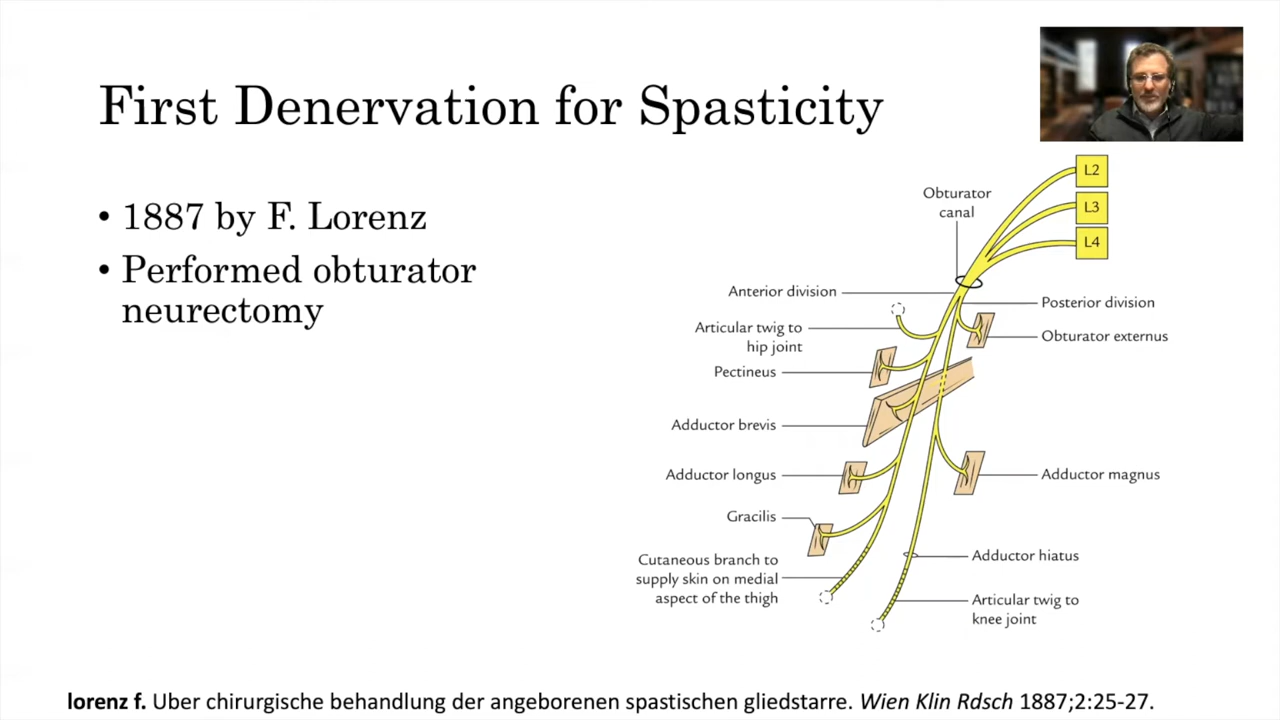 First Denervation for Spasticity
• 1887 by F. Lorenz
• Performed obturator
neurectomy
L2
L3
L4
Obturator
canal
Anterior division
Posterior division
Articular twig to
hip joint
Obturator externus
Pectineus
Adductor brevis
Adductor longus
Adductor magnus
Gracilis
Cutaneous branch to
supply skin on medial
aspect of the thigh
Adductor hiatus
Articular twig to
knee joint
lorenz f. Uber chirurgische behandlung der angeborenen spastischen gliedstarre. Wien Klin Rdsch 1887;2:25-27.